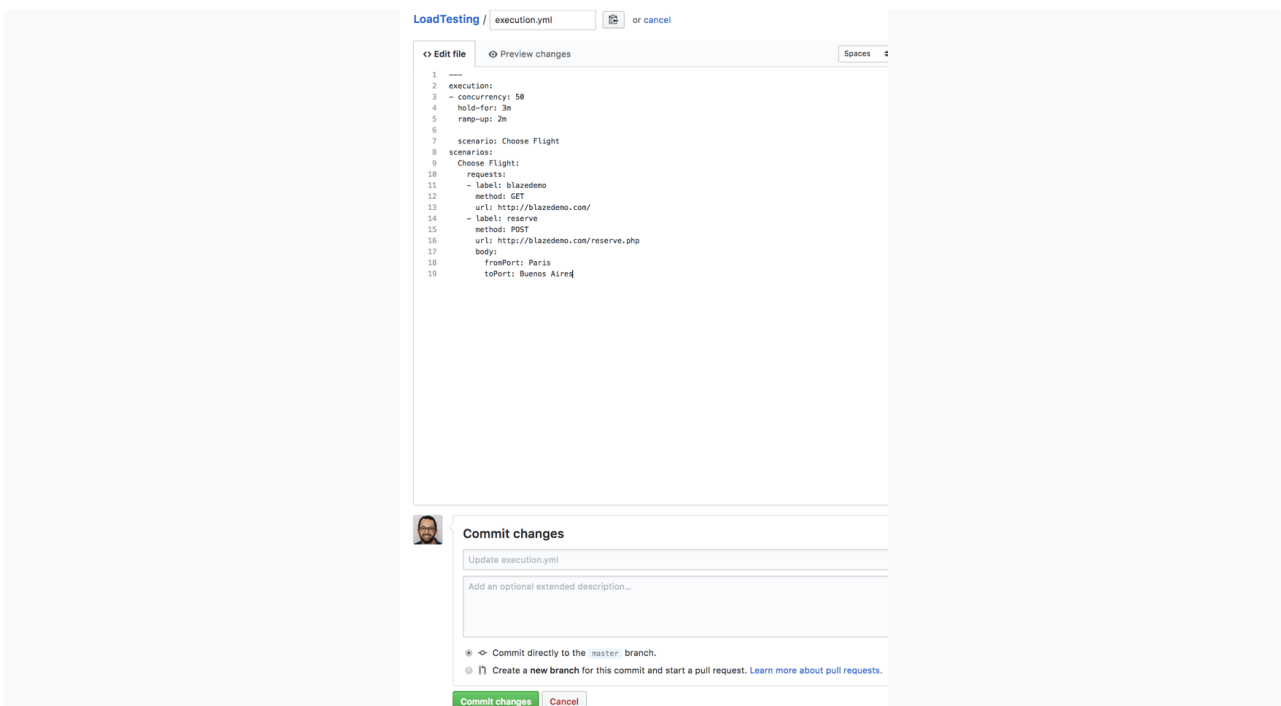 LoadTesting / execution.yml or cancel
<> Edit file Preview changes Spaces
1 ---
2 execution:
3 - concurrency: 50
4 hold-for: 3m
5 ramp-up: 2m
6
7 scenario: Choose Flight
8 scenarios:
9 Choose Flight:
10 requests:
11 - label: blazedemo
12 method: GET
13 url: http://blazedemo.com/
14 - label: reserve
15 method: POST
16 url: http://blazedemo.com/reserve.php
17 body:
18 fromPort: Paris
19 toPort: Buenos Aires
Commit changes
Update execution.yml
Add an optional extended description...
Commit directly to the master branch.
Create a new branch for this commit and start a pull request. Learn more about pull requests.
Commit changes Cancel